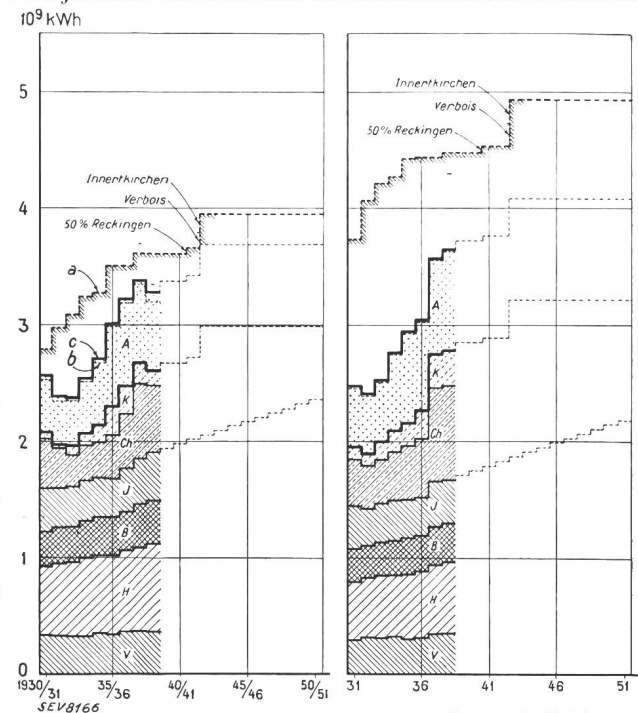 10⁹ kWh
5
4
3
2
1
0
Innertkirchen
Verbois
50% Reckingen
a
c
b
A
K
Ch
J
B
H
V
1930/31
35/36
40/41
45/46
50/51
SEV8166
Innertkirchen
Verbois
50% Reckingen
A
K
Ch
J
B
H
V
31
36
41
46
51